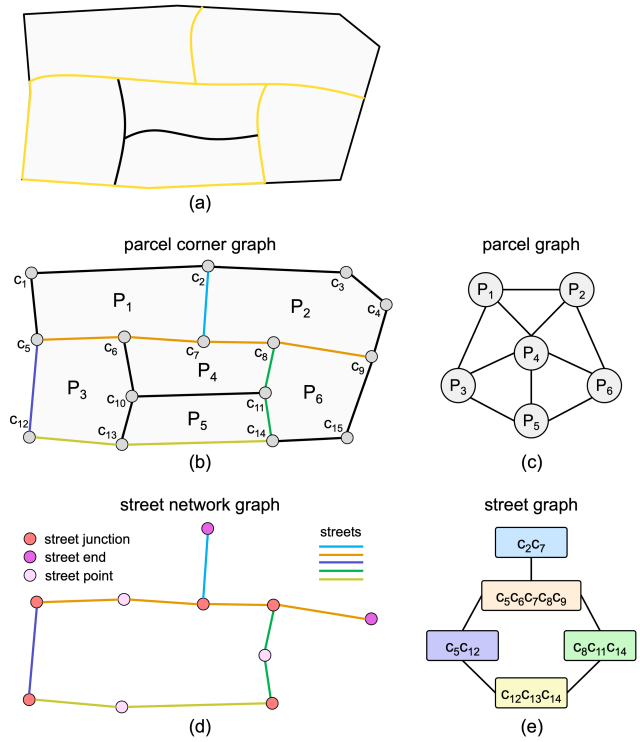 (a)
parcel corner graph
parcel graph
c₁
c₂
c₃
c₄
P₁
P₂
c₅
c₆
c₇
c₈
c₉
P₃
P₄
P₆
c₁₀
c₁₁
P₅
c₁₂
c₁₃
c₁₄
c₁₅
P₁
P₂
P₄
P₃
P₆
P₅
(b)
(c)
street network graph
street graph
street junction
street end
street point
streets
c₂c₇
c₅c₆c₇c₈c₉
c₅c₁₂
c₈c₁₁c₁₄
c₁₂c₁₃c₁₄
(d)
(e)